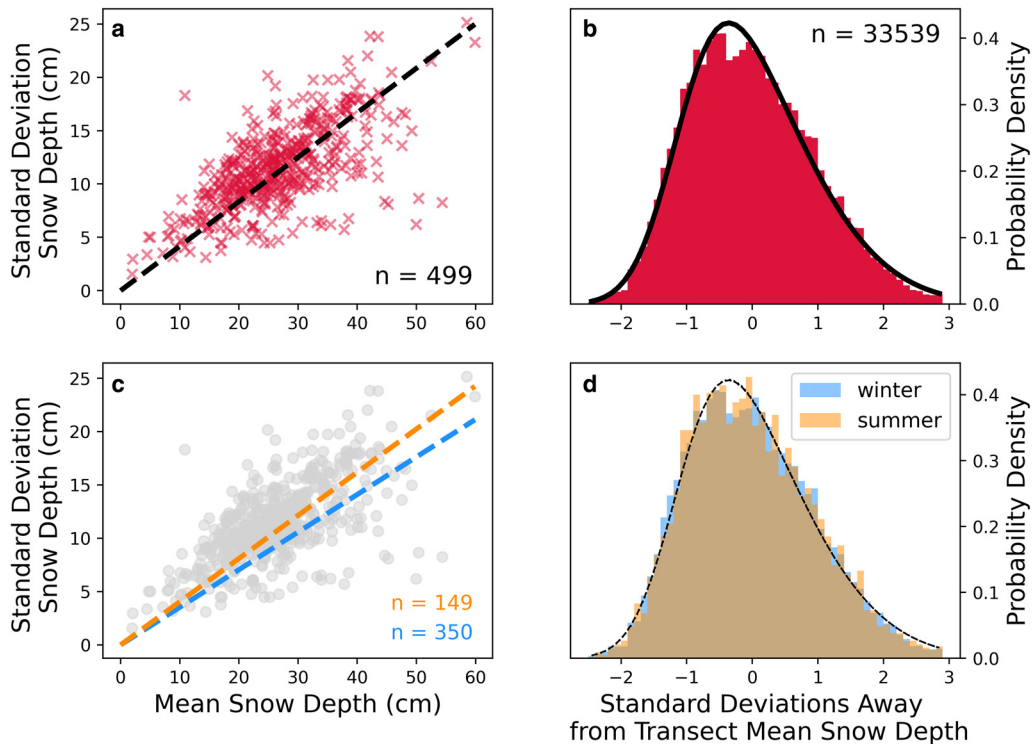 a
25
20
15
10
5
0
Standard Deviation
Snow Depth (cm)
n = 499
0 10 20 30 40 50 60
b
n = 33539
0.4
0.3
0.2
0.1
0.0
Probability Density
−2 −1 0 1 2 3
c
25
20
15
10
5
0
Standard Deviation
Snow Depth (cm)
n = 149
n = 350
0 10 20 30 40 50 60
Mean Snow Depth (cm)
d
winter
summer
0.4
0.3
0.2
0.1
0.0
Probability Density
−2 −1 0 1 2 3
Standard Deviations Away
from Transect Mean Snow Depth